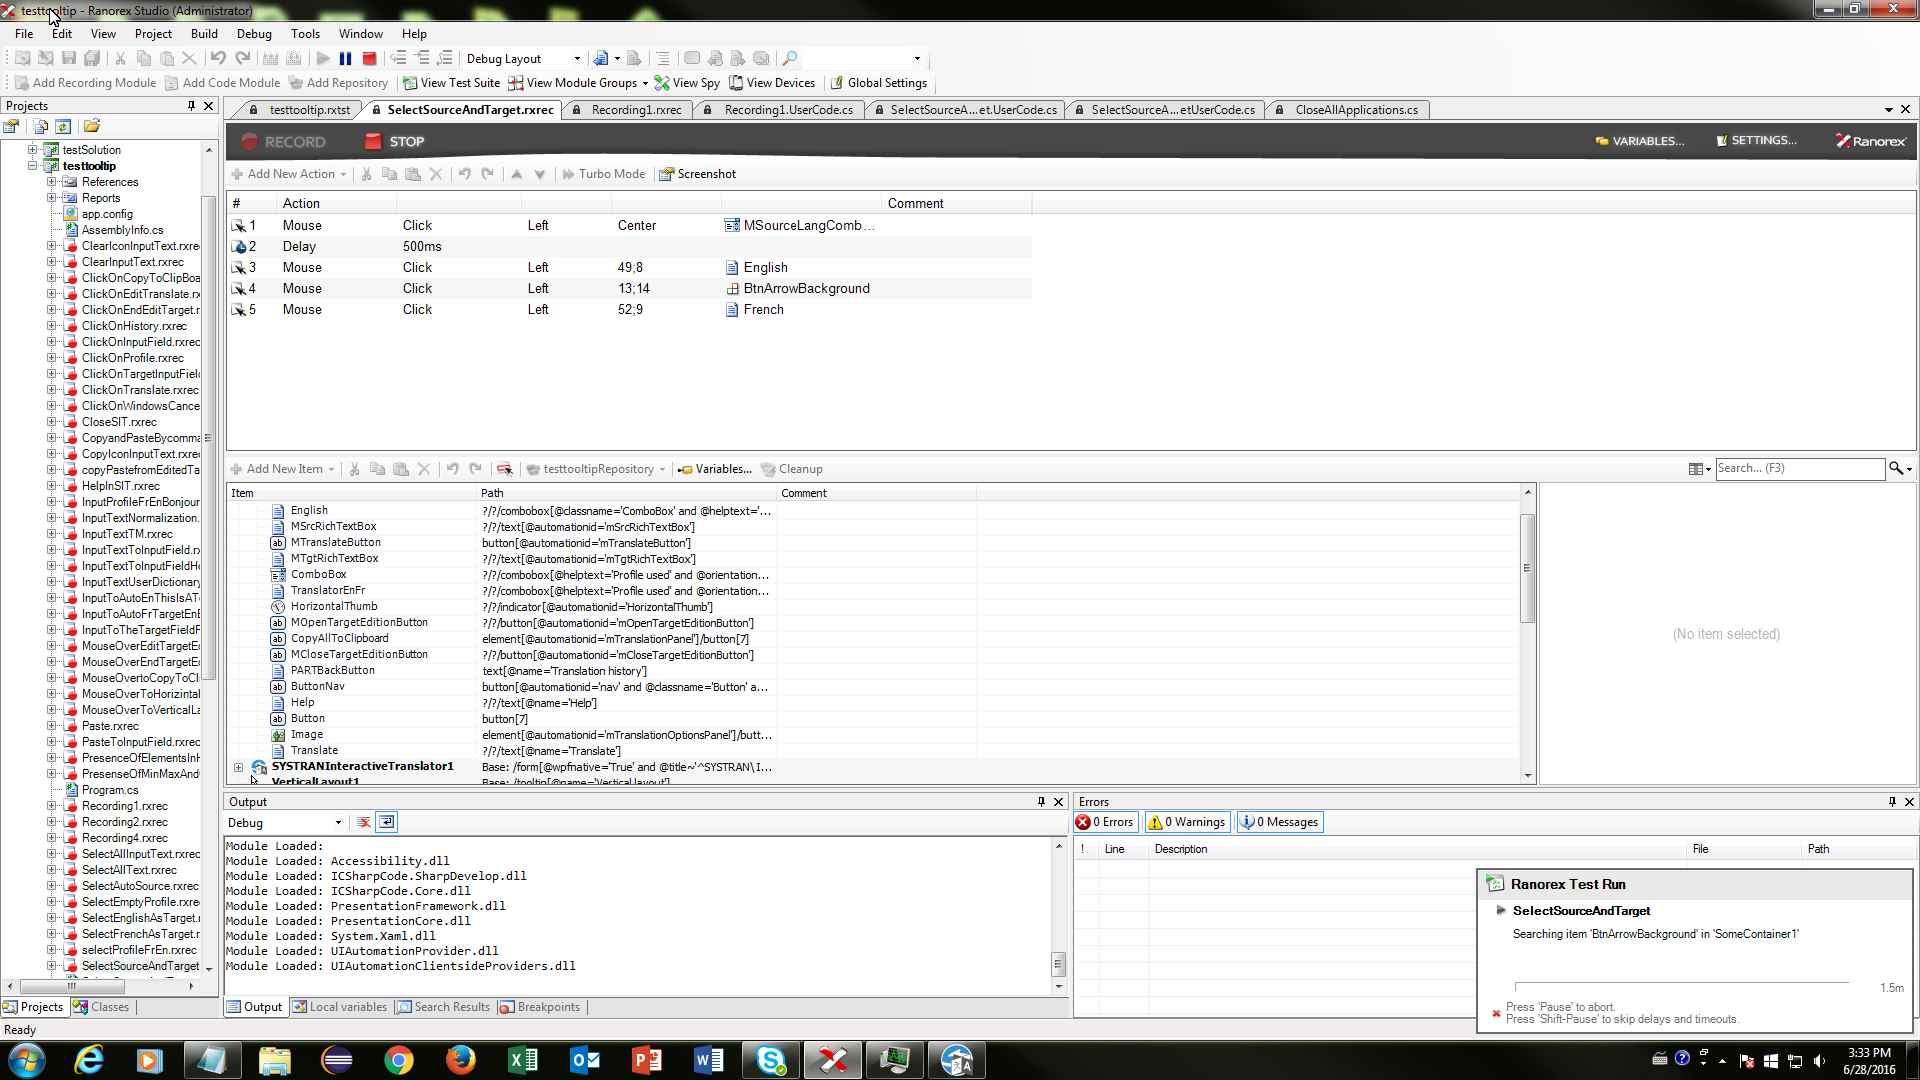 testtooltip - Ranorex Studio (Administrator)
File Edit View Project Build Debug Tools Window Help
Debug Layout
Add Recording Module Add Code Module Add Repository View Test Suite View Module Groups View Spy View Devices Global Settings
Projects
testtooltip.rxtst SelectSourceAndTarget.rxrec Recording1.rxrec Recording1.UserCode.cs SelectSourceA...et.UserCode.cs SelectSourceA...etUserCode.cs CloseAllApplications.cs
RECORD STOP VARIABLES... SETTINGS... Ranorex
Add New Action Turbo Mode Screenshot
# Action Comment
1 Mouse Click Left Center MSourceLangComb...
2 Delay 500ms
3 Mouse Click Left 49;8 English
4 Mouse Click Left 13;14 BtnArrowBackground
5 Mouse Click Left 52;9 French
testSolution
testtooltip
References
Reports
app.config
AssemblyInfo.cs
ClearIconInputText.rxre
ClearInputText.rxrec
ClickOnCopyToClipBoa
ClickOnEditTranslate.rx
ClickOnEndEditTarget.r
ClickOnHistory.rxrec
ClickOnInputField.rxrec
ClickOnProfile.rxrec
ClickOnTargetInputField
ClickOnTranslate.rxrec
ClickOnWindowsCance
CloseSIT.rxrec
CopyandPasteBycomma
CopyIconInputText.rxrec
copyPastefromEditedTa
HelpInSIT.rxrec
InputProfileFrEnBonjour
InputTextNormalization.
InputTextTM.rxrec
InputTextToInputField.rx
InputTextToInputFieldHo
InputTextUserDictionary
InputToAutoEnThisIsAT
InputToAutoFrTargetEnE
InputToTheTargetFieldF
MouseOverEditTargetEd
MouseOverEndTargetEd
MouseOvertoCopyToCl
MouseOverToHorizintal
MouseOverToVerticalLa
Paste.rxrec
PasteToInputField.rxrec
PresenceOfElementsInH
PresenseOfMinMaxAnd
Program.cs
Recording1.rxrec
Recording2.rxrec
Recording4.rxrec
SelectAllInputText.rxrec
SelectAllText.rxrec
SelectAutoSource.rxrec
SelectEmptyProfile.rxrec
SelectEnglishAsTarget.r
SelectFrenchAsTarget.r
selectProfileFrEn.rxrec
SelectSourceAndTarget
Projects Classes
Add New Item testtooltipRepository Variables... Cleanup Search... (F3)
Item Path Comment
English ?/?/combobox[@classname='ComboBox' and @helptext='...
MSrcRichTextBox ?/?/text[@automationid='mSrcRichTextBox']
MTranslateButton button[@automationid='mTranslateButton']
MTgtRichTextBox ?/?/text[@automationid='mTgtRichTextBox']
ComboBox ?/?/combobox[@helptext='Profile used' and @orientation...
TranslatorEnFr ?/?/combobox[@helptext='Profile used' and @orientation...
HorizontalThumb ?/?/indicator[@automationid='HorizontalThumb']
MOpenTargetEditionButton ?/?/button[@automationid='mOpenTargetEditionButton']
CopyAllToClipboard element[@automationid='mTranslationPanel']/button[7]
MCloseTargetEditionButton ?/?/button[@automationid='mCloseTargetEditionButton']
PARTBackButton text[@name='Translation history']
ButtonNav button[@automationid='nav' and @classname='Button' a...
Help ?/?/text[@name='Help']
Button button[7]
Image element[@automationid='mTranslationOptionsPanel']/butt...
Translate ?/?/text[@name='Translate']
SYSTRANInteractiveTranslator1 Base: /form[@wpfnative='True' and @title~'^SYSTRAN\ I...
VerticalLayout1 Base: /tooltip[@name='Vertical layout']
(No item selected)
Output
Debug
Module Loaded:
Module Loaded: Accessibility.dll
Module Loaded: ICSharpCode.SharpDevelop.dll
Module Loaded: ICSharpCode.Core.dll
Module Loaded: PresentationFramework.dll
Module Loaded: PresentationCore.dll
Module Loaded: System.Xaml.dll
Module Loaded: UIAutomationProvider.dll
Module Loaded: UIAutomationClientsideProviders.dll
Output Local variables Search Results Breakpoints
Errors
0 Errors 0 Warnings 0 Messages
! Line Description File Path
Ranorex Test Run
SelectSourceAndTarget
Searching item 'BtnArrowBackground' in 'SomeContainer1'
1.5m
Press 'Pause' to abort.
Press 'Shift-Pause' to skip delays and timeouts.
Ready
3:33 PM
6/28/2016